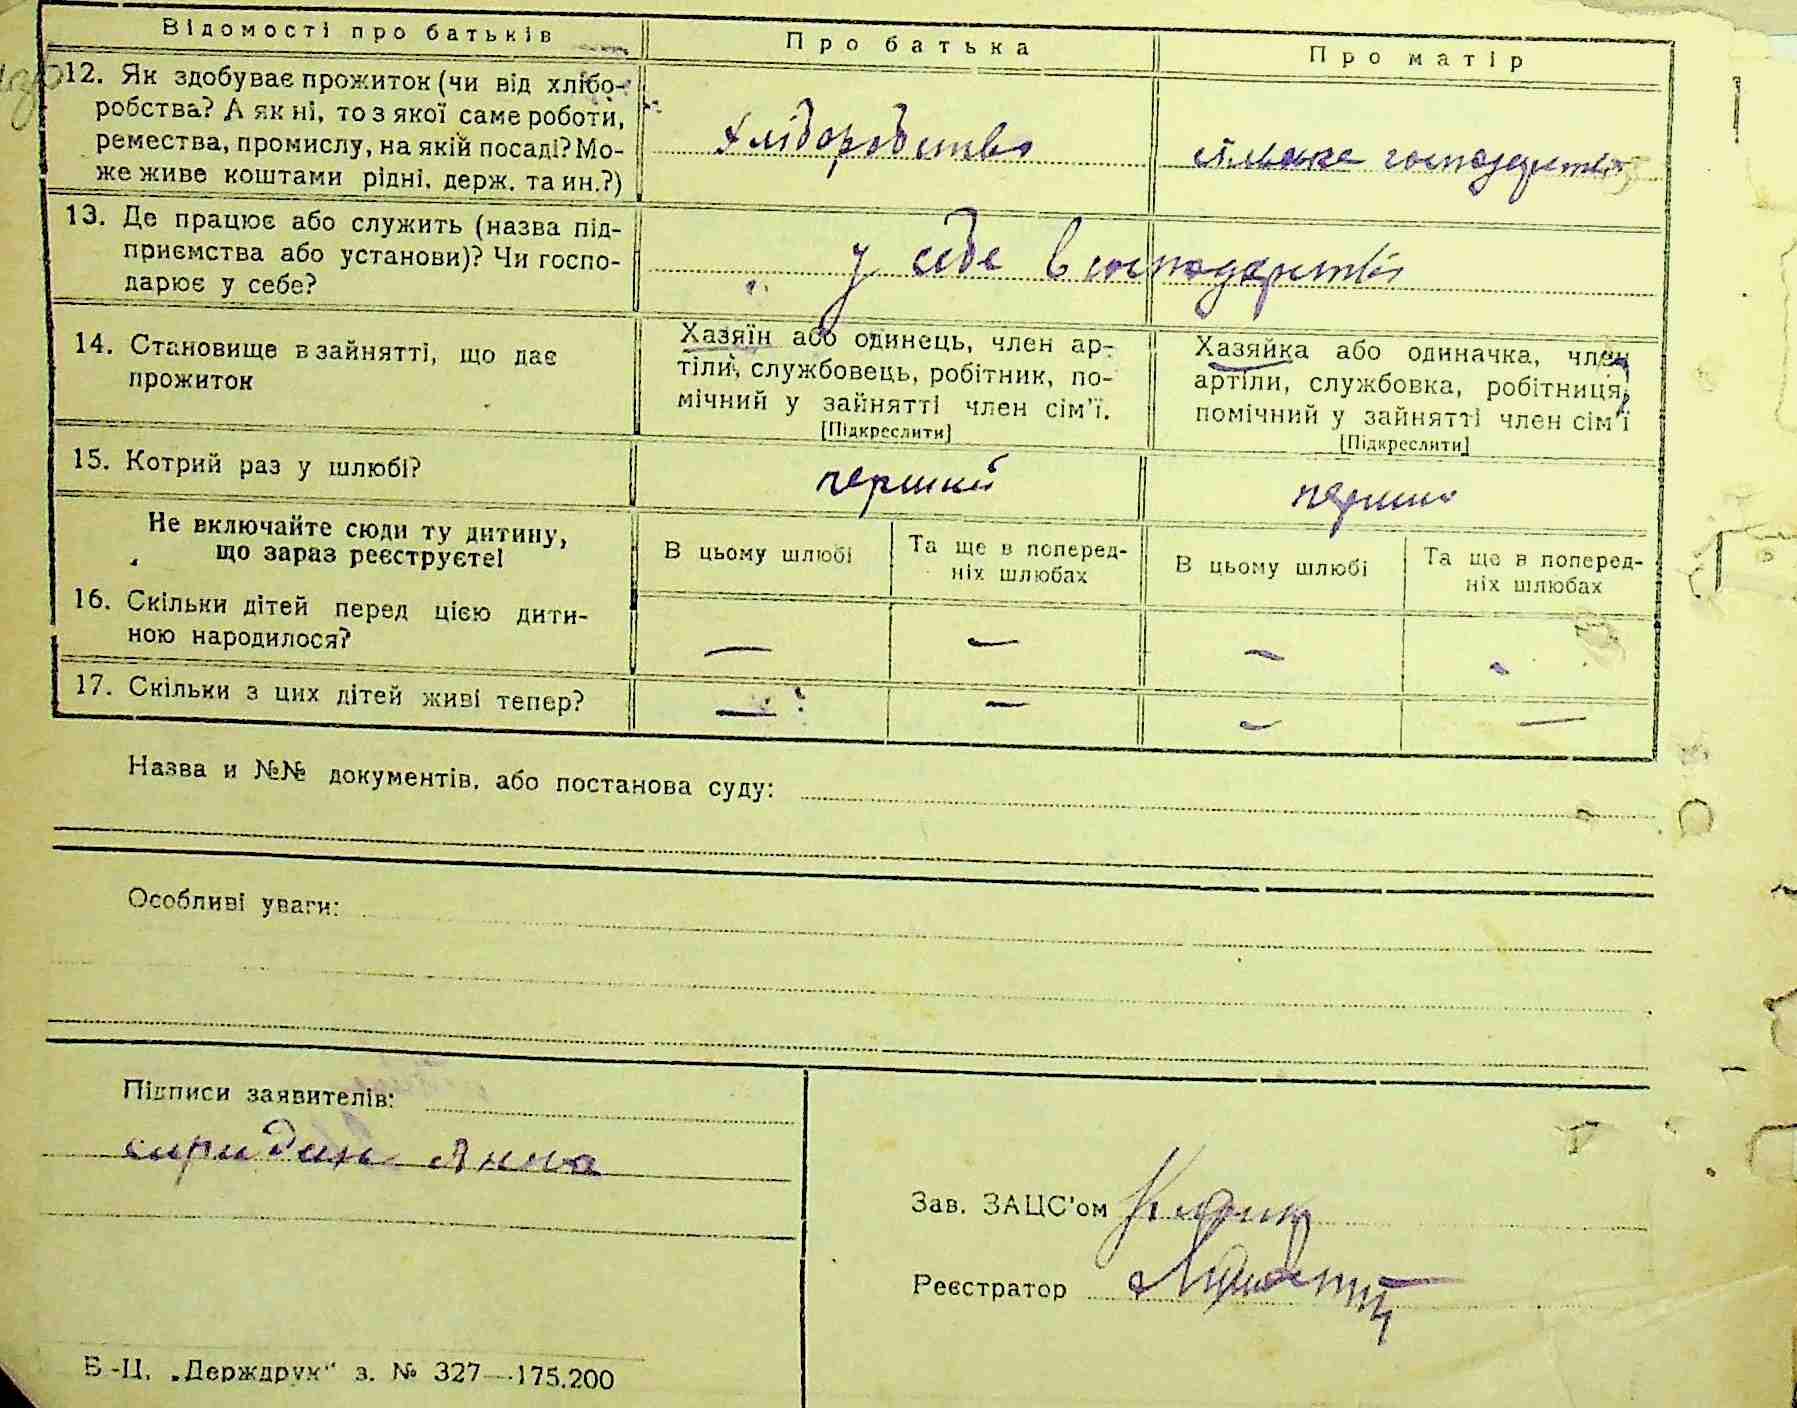 Відомості про батьків Про батька Про матір
12. Як здобуває прожиток (чи від хлібо-
робства? А як ні, то з якої саме роботи,
ремества, промислу, на якій посаді? Мо-
же живе коштами рідні, держ. та ин.?)
Хліборобство
господарство
13. Де працює або служить (назва під-
приємства або установи)? Чи госпо-
дарює у себе?
у себе в господарстві
14. Становище в зайнятті, що дає
прожиток
Хазяїн або одинець, член ар-
тілі, службовець, робітник, по-
мічний у зайнятті член сім'ї.
[Підкреслити]
Хазяйка або одиначка, член
артіли, службовка, робітниця,
помічний у зайнятті член сім'ї
[Підкреслити]
15. Котрий раз у шлюбі?
перший
перший
Не включайте сюди ту дитину,
що зараз реєструєте!
В цьому шлюбі
Та ще в поперед-
ніх шлюбах
В цьому шлюбі
Та ще в поперед-
ніх шлюбах
16. Скільки дітей перед цією дити-
ною народилося?
— — — -
17. Скільки з цих дітей живі тепер?
— — — —
Назва и №№ документів, або постанова суду:
Особливі уваги:
Підписи заявителів:
Анна
Зав. ЗАЦС'ом
Реєстратор
Б-Ц. „Держдрук" з. № 327—175.200